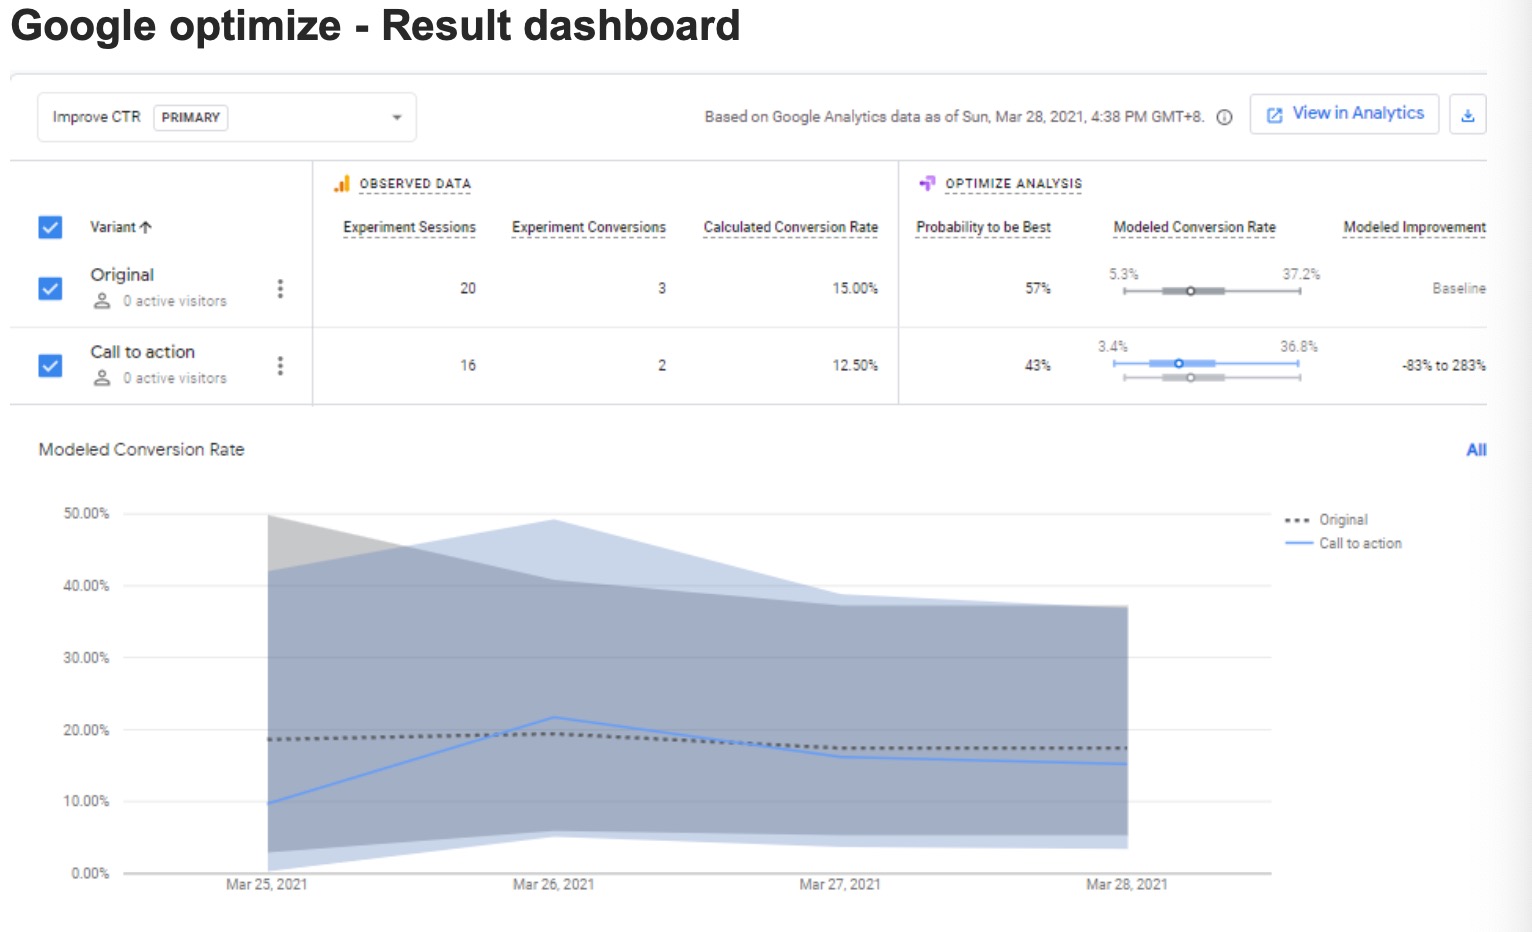 Google optimize - Result dashboard
Improve CTR PRIMARY
Based on Google Analytics data as of Sun, Mar 28, 2021, 4:38 PM GMT+8.
View in Analytics
OBSERVED DATA
OPTIMIZE ANALYSIS
Variant
Experiment Sessions
Experiment Conversions
Calculated Conversion Rate
Probability to be Best
Modeled Conversion Rate
Modeled Improvement
Original
0 active visitors
20
3
15.00%
57%
5.3%
37.2%
Baseline
Call to action
0 active visitors
16
2
12.50%
43%
3.4%
36.8%
-83% to 283%
Modeled Conversion Rate
All
50.00%
40.00%
30.00%
20.00%
10.00%
0.00%
Mar 25, 2021
Mar 26, 2021
Mar 27, 2021
Mar 28, 2021
Original
Call to action